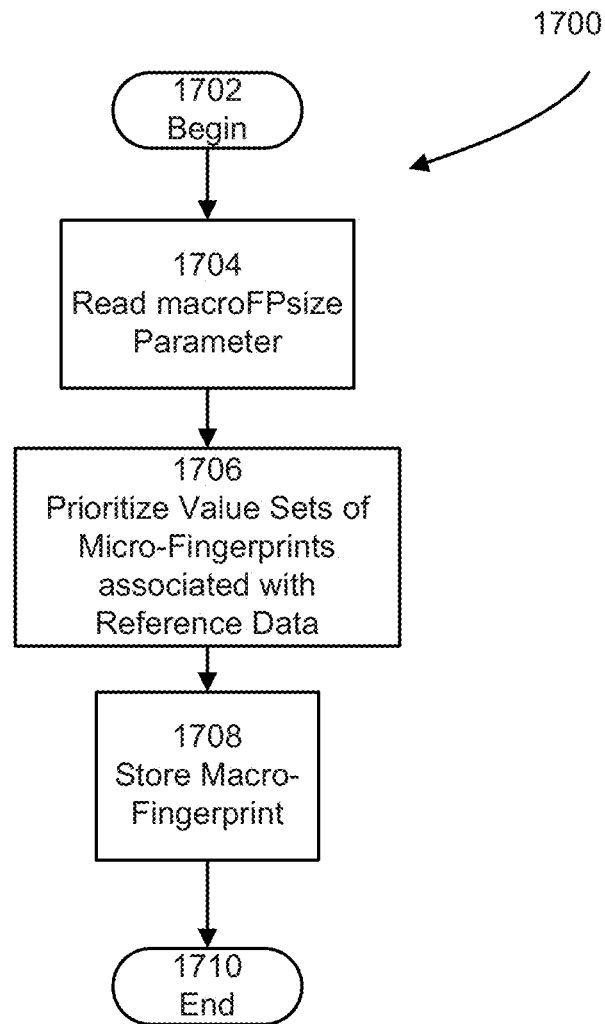 1700
1702
Begin
1704
Read macroFPsize
Parameter
1706
Prioritize Value Sets of
Micro-Fingerprints
associated with
Reference Data
1708
Store Macro-
Fingerprint
1710
End